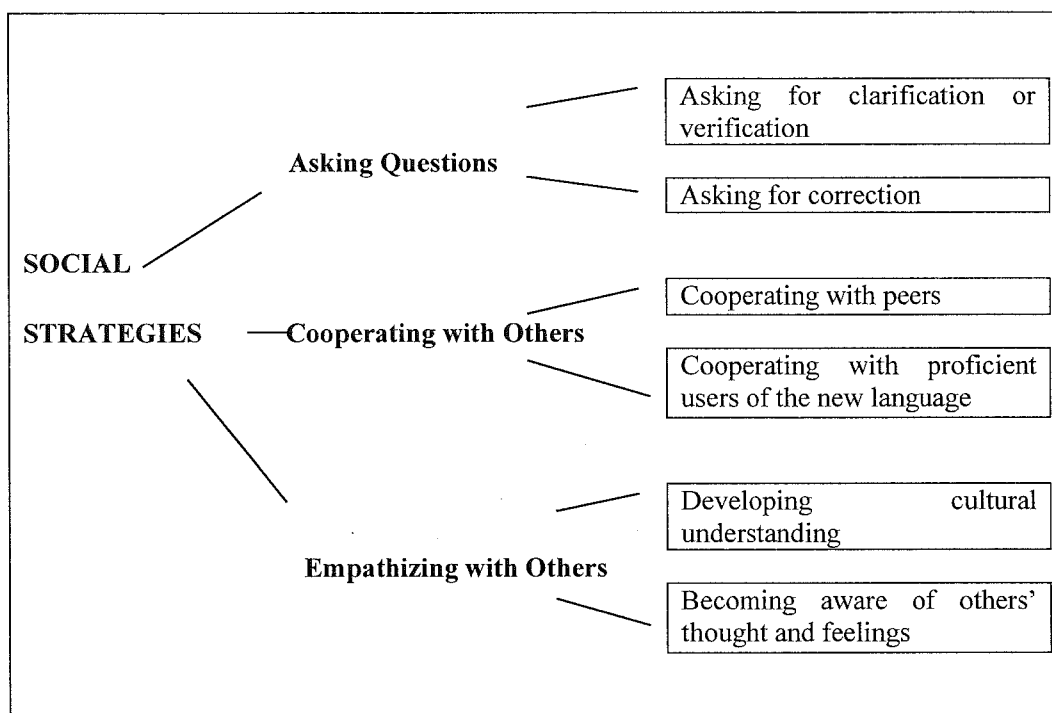 Asking for clarification or
verification
Asking Questions
Asking for correction
SOCIAL
STRATEGIES
Cooperating with Others
Cooperating with peers
Cooperating with proficient
users of the new language
Empathizing with Others
Developing cultural
understanding
Becoming aware of others’
thought and feelings